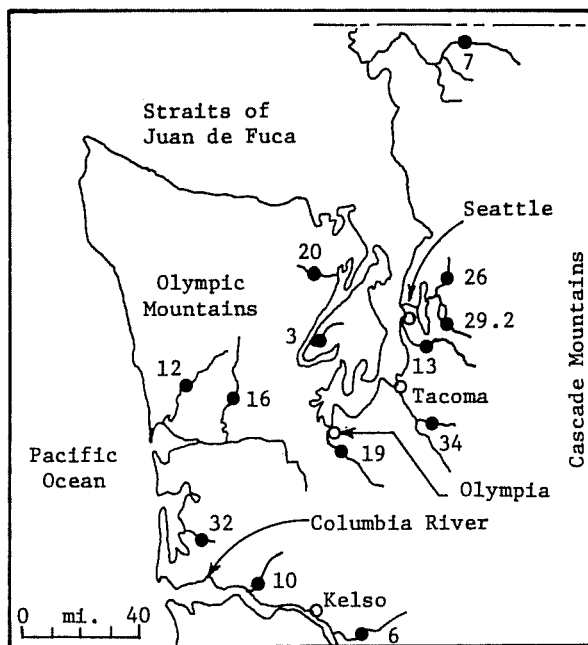 7
Straits of
Juan de Fuca
Seattle
20
26
Olympic
Mountains
29.2
3
13
12
16
Tacoma
Cascade Mountains
34
Pacific
Ocean
19
Olympia
32
Columbia River
10
Kelso
0 mi. 40
6